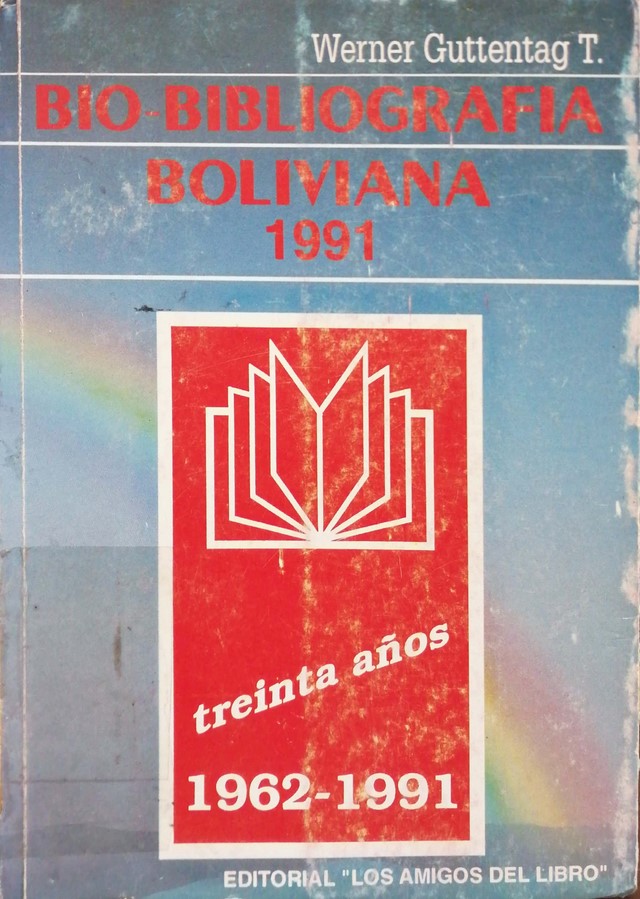 Werner Guttentag T.
BIO-BIBLIOGRAFIA
BOLIVIANA
1991
treinta años
1962-1991
EDITORIAL "LOS AMIGOS DEL LIBRO"